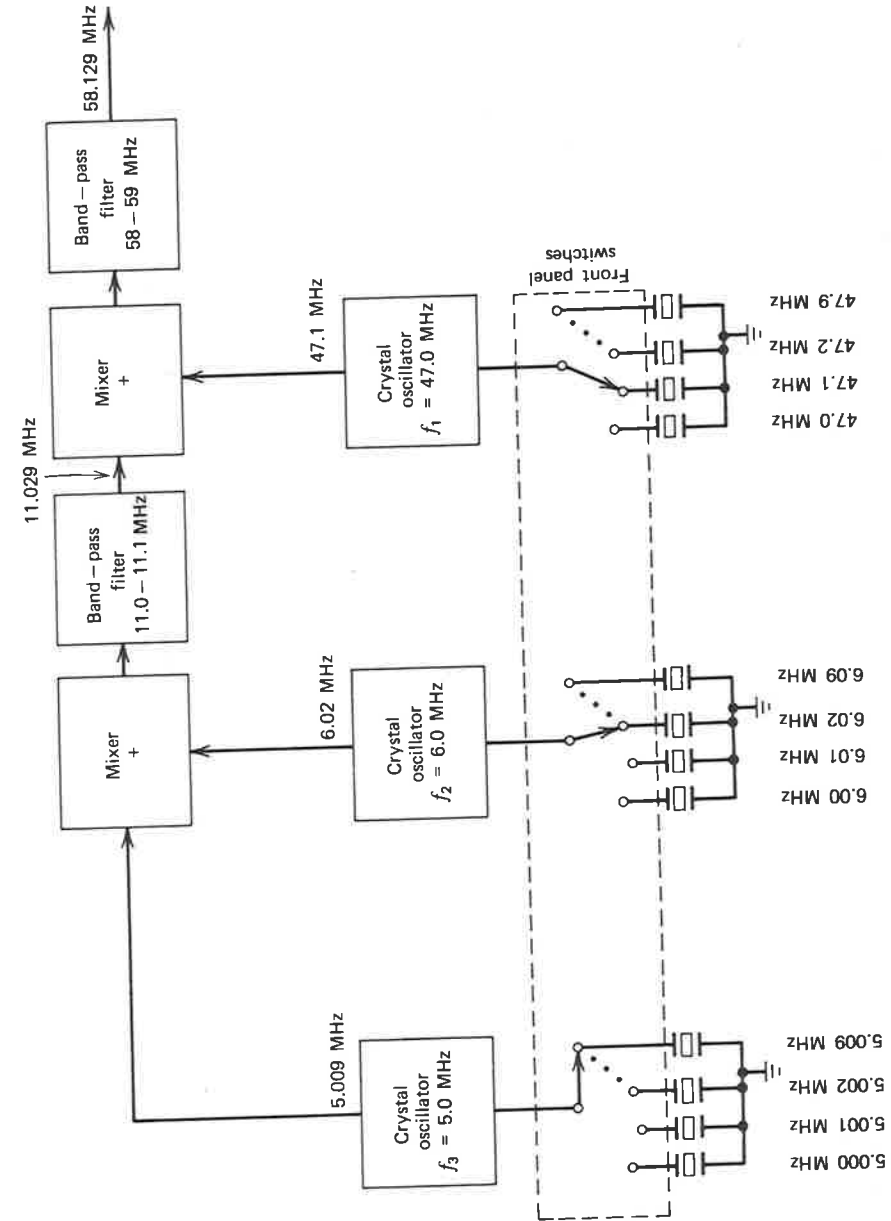 58.129 MHz
Band – pass
filter
58 – 59 MHz
Mixer
+
11.029 MHz
Band – pass
filter
11.0 – 11.1 MHz
Mixer
+
47.1 MHz
Crystal
oscillator
f₁ = 47.0 MHz
6.02 MHz
Crystal
oscillator
f₂ = 6.0 MHz
5.009 MHz
Crystal
oscillator
f₃ = 5.0 MHz
Front panel
switches
47.9 MHz
47.2 MHz
47.1 MHz
47.0 MHz
6.09 MHz
6.02 MHz
6.01 MHz
6.00 MHz
5.009 MHz
5.002 MHz
5.001 MHz
5.000 MHz